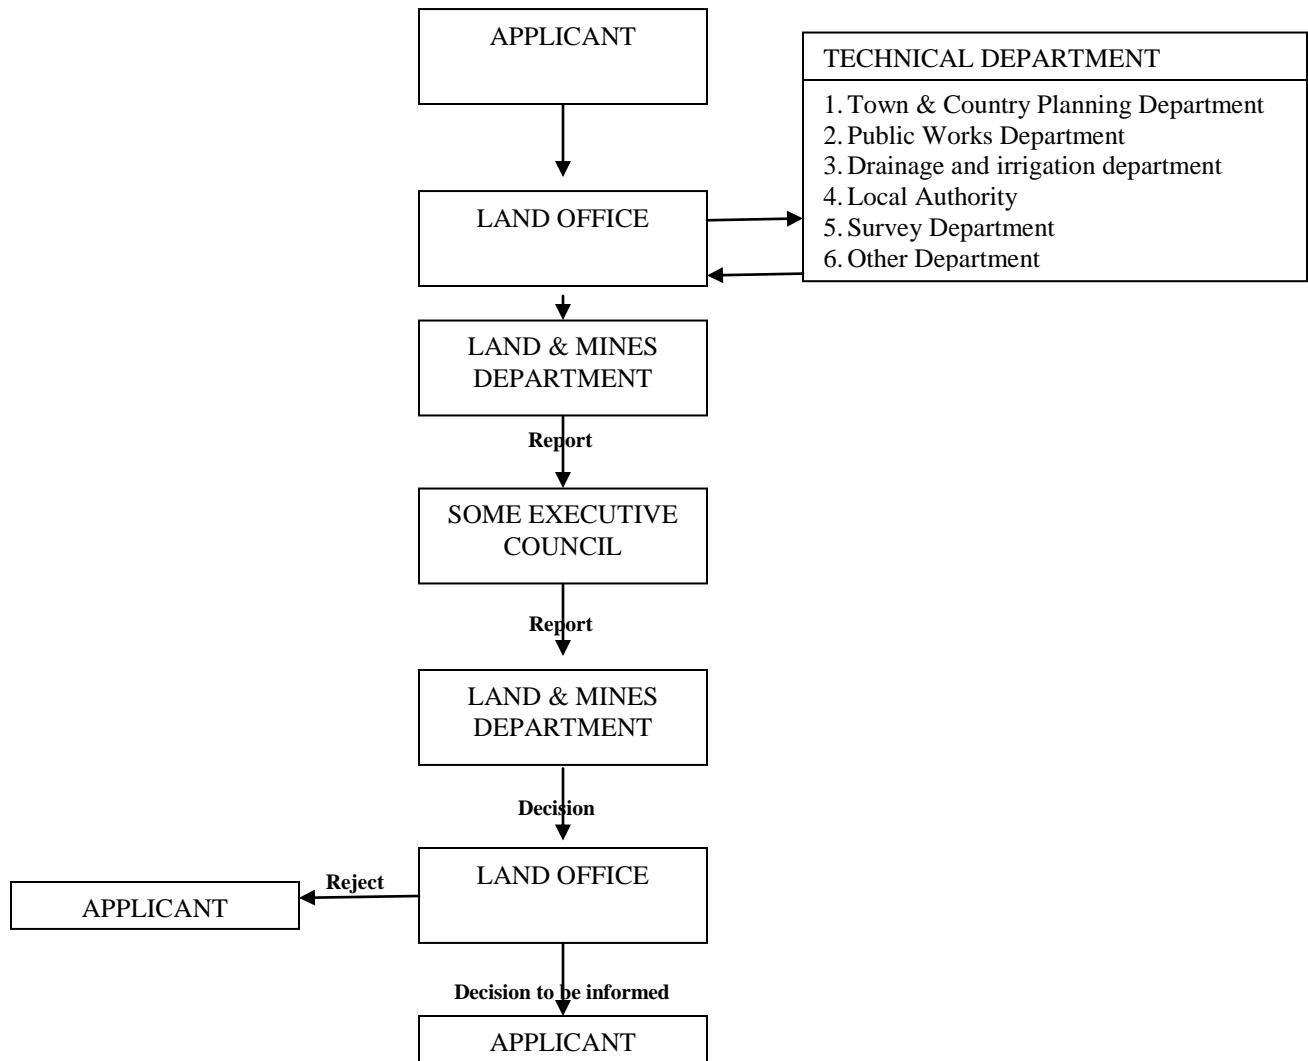 APPLICANT
TECHNICAL DEPARTMENT
1. Town & Country Planning Department
2. Public Works Department
3. Drainage and irrigation department
4. Local Authority
5. Survey Department
6. Other Department
LAND OFFICE
LAND & MINES
DEPARTMENT
Report
SOME EXECUTIVE
COUNCIL
Report
LAND & MINES
DEPARTMENT
Decision
LAND OFFICE
Reject
APPLICANT
Decision to be informed
APPLICANT